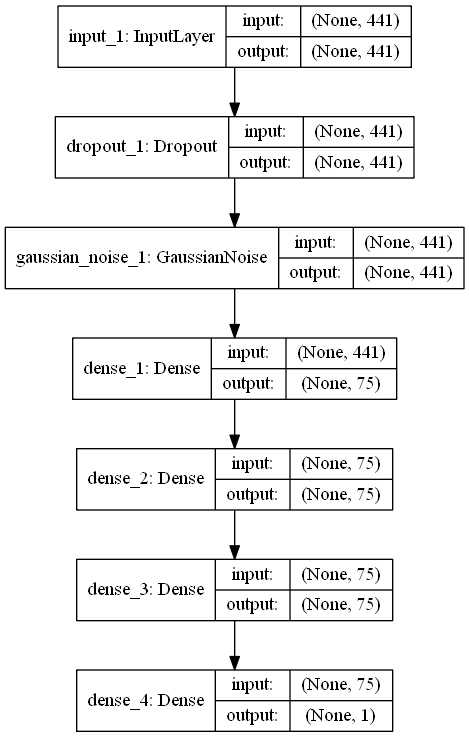 input_1: InputLayer
input: (None, 441)
output: (None, 441)
dropout_1: Dropout
input: (None, 441)
output: (None, 441)
gaussian_noise_1: GaussianNoise
input: (None, 441)
output: (None, 441)
dense_1: Dense
input: (None, 441)
output: (None, 75)
dense_2: Dense
input: (None, 75)
output: (None, 75)
dense_3: Dense
input: (None, 75)
output: (None, 75)
dense_4: Dense
input: (None, 75)
output: (None, 1)